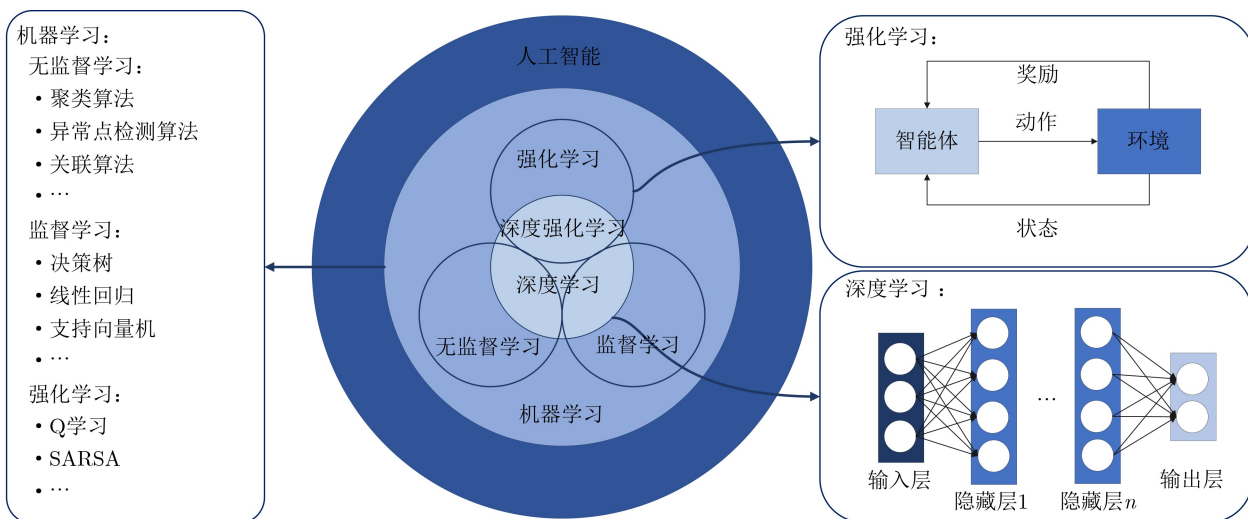 机器学习：
无监督学习：
• 聚类算法
• 异常点检测算法
• 关联算法
• …
监督学习：
• 决策树
• 线性回归
• 支持向量机
• …
强化学习：
• Q学习
• SARSA
• …
人工智能
强化学习
深度强化学习
深度学习
无监督学习
监督学习
机器学习
强化学习：
奖励
智能体
动作
环境
状态
深度学习：
…
输入层
隐藏层1
隐藏层n
输出层